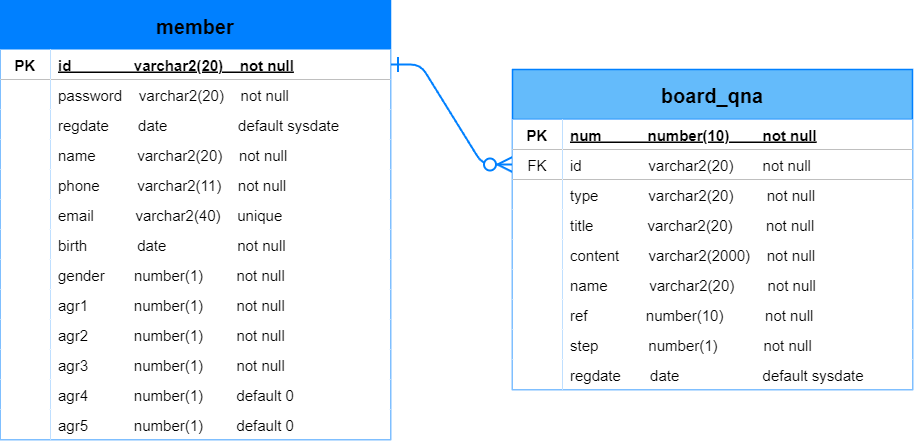 member
PK id varchar2(20) not null
password varchar2(20) not null
regdate date default sysdate
name varchar2(20) not null
phone varchar2(11) not null
email varchar2(40) unique
birth date not null
gender number(1) not null
agr1 number(1) not null
agr2 number(1) not null
agr3 number(1) not null
agr4 number(1) default 0
agr5 number(1) default 0
board_qna
PK num number(10) not null
FK id varchar2(20) not null
type varchar2(20) not null
title varchar2(20) not null
content varchar2(2000) not null
name varchar2(20) not null
ref number(10) not null
step number(1) not null
regdate date default sysdate